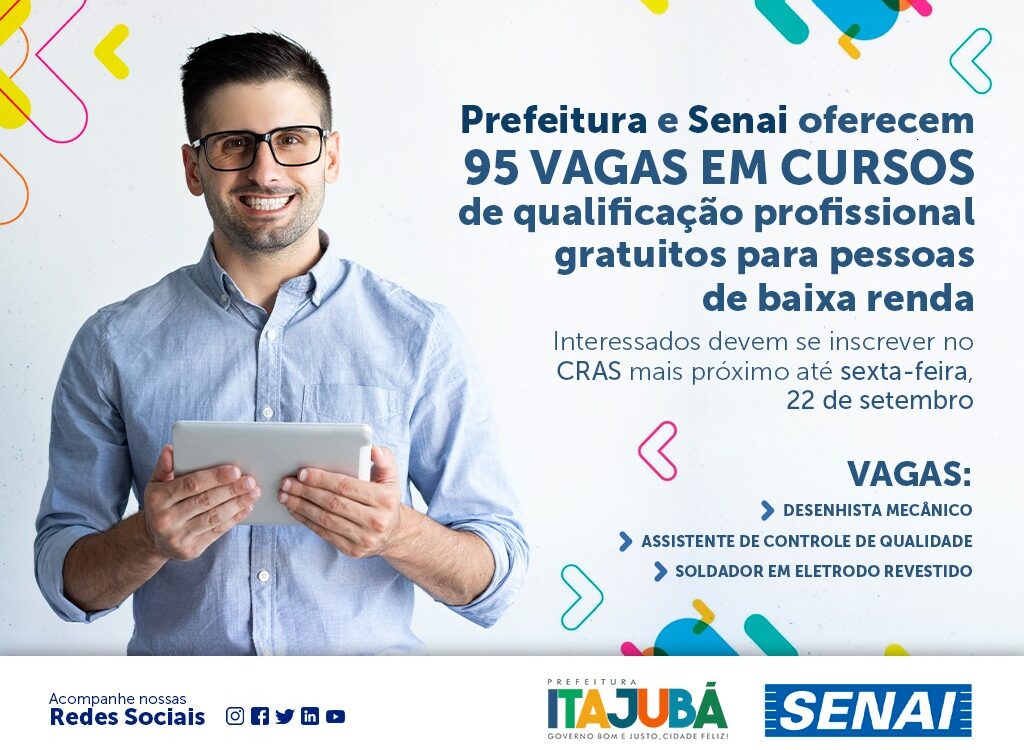 Prefeitura e Senai oferecem
95 VAGAS EM CURSOS
de qualificação profissional
gratuitos para pessoas
de baixa renda
Interessados devem se inscrever no
CRAS mais próximo até sexta-feira,
22 de setembro
VAGAS:
DESENHISTA MECÂNICO
ASSISTENTE DE CONTROLE DE QUALIDADE
SOLDADOR EM ELETRODO REVESTIDO
Acompanhe nossas
Redes Sociais
PREFEITURA
ITAJUBÁ
GOVERNO BOM E JUSTO, CIDADE FELIZ!
SENAI